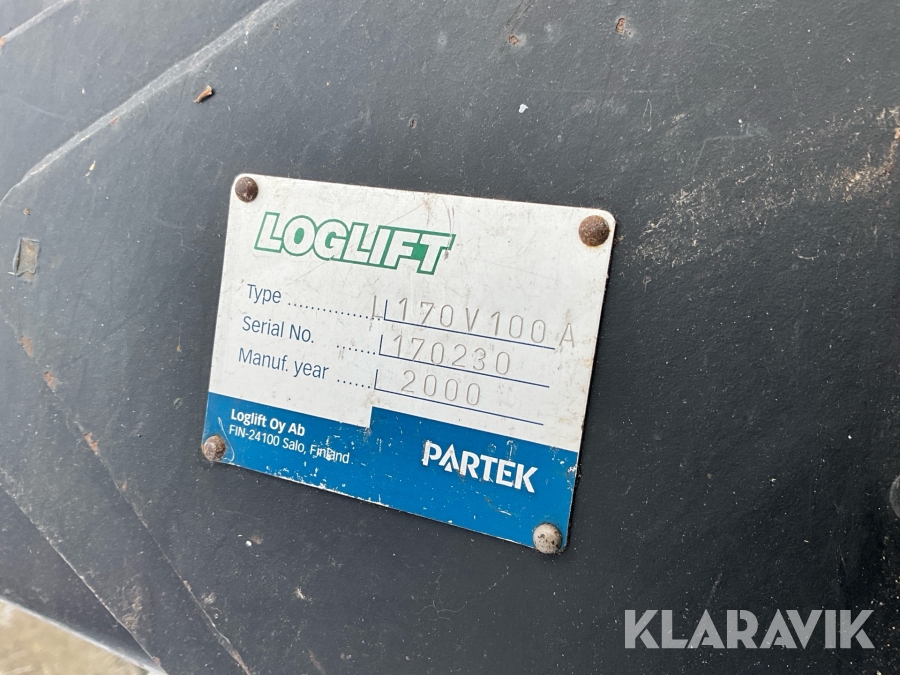 LOGLIFT
Type ............... L170V100A
Serial No. ....... 170230
Manuf. year ...... 2000
Loglift Oy Ab
FIN-24100 Salo, Finland
PARTEK
KLARAVIK